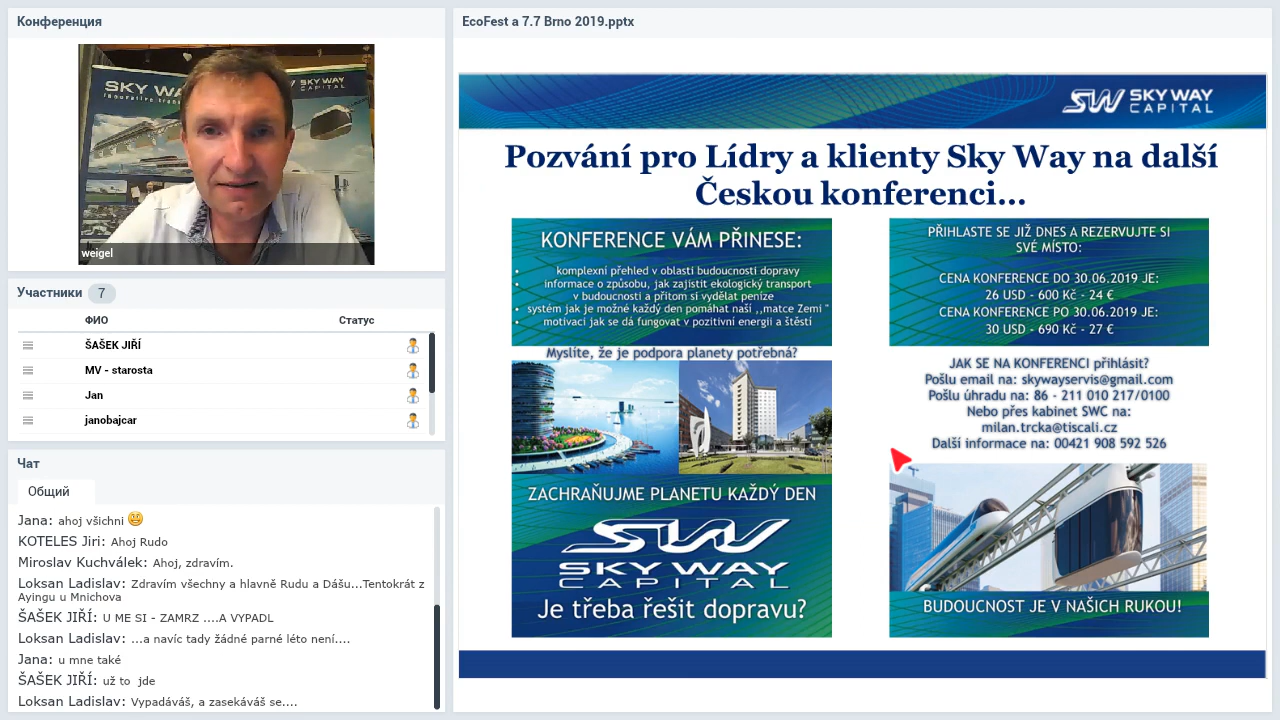 Конференция
SKY WA
Innovative trans
SKY WAY
CAPITAL
weigel
Участники 7
ФИО Статус
ŠAŠEK JIŘÍ
MV - starosta
Jan
janobajcar
Чат
Общий
Jana: ahoj všichni
KOTELES Jiri: Ahoj Rudo
Miroslav Kuchválek: Ahoj, zdravím.
Loksan Ladislav: Zdravím všechny a hlavně Rudu a Dášu...Tentokrát z
Ayingu u Mnichova
ŠAŠEK JIŘÍ: U ME SI - ZAMRZ ....A VYPADL
Loksan Ladislav: ...a navíc tady žádné parné léto není....
Jana: u mne také
ŠAŠEK JIŘÍ: už to jde
Loksan Ladislav: Vypadáváš, a zasekáváš se....
EcoFest a 7.7 Brno 2019.pptx
SW SKY WAY
CAPITAL
Pozvání pro Lídry a klienty Sky Way na další
Českou konferenci...
KONFERENCE VÁM PŘINESE:
• komplexní přehled v oblasti budoucnosti dopravy
• informace o způsobu, jak zajistit ekologický transport
v budoucnosti a přitom si vydělat peníze
• systém jak je možné každý den pomáhat naší ,,matce Zemi "
• motivaci jak se dá fungovat v pozitivní energii a štěstí
Myslíte, že je podpora planety potřebná?
ZACHRAŇUJME PLANETU KAŽDÝ DEN
SW
SKY WAY
CAPITAL
Je třeba řešit dopravu?
PŘIHLASTE SE JIŽ DNES A REZERVUJTE SI
SVÉ MÍSTO:
CENA KONFERENCE DO 30.06.2019 JE:
26 USD - 600 Kč - 24 €
CENA KONFERENCE PO 30.06.2019 JE:
30 USD - 690 Kč - 27 €
JAK SE NA KONFERENCI přihlásit?
Pošlu email na: skywayservis@gmail.com
Pošlu úhradu na: 86 - 211 010 217/0100
Nebo přes kabinet SWC na:
milan.trcka@tiscali.cz
Další informace na: 00421 908 592 526
BUDOUCNOST JE V NAŠICH RUKOU!